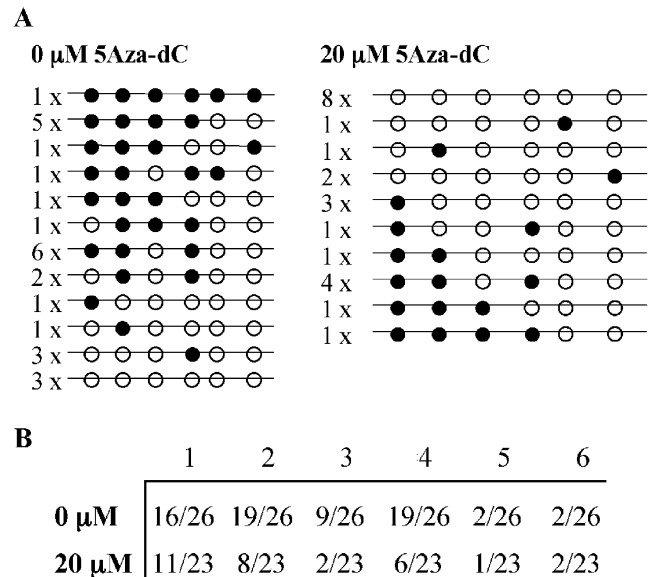 A
0 μM 5Aza-dC
1 x
5 x
1 x
1 x
1 x
1 x
6 x
2 x
1 x
1 x
3 x
3 x
20 μM 5Aza-dC
8 x
1 x
1 x
2 x
3 x
1 x
1 x
4 x
1 x
1 x
B
1 2 3 4 5 6
0 μM 16/26 19/26 9/26 19/26 2/26 2/26
20 μM 11/23 8/23 2/23 6/23 1/23 2/23